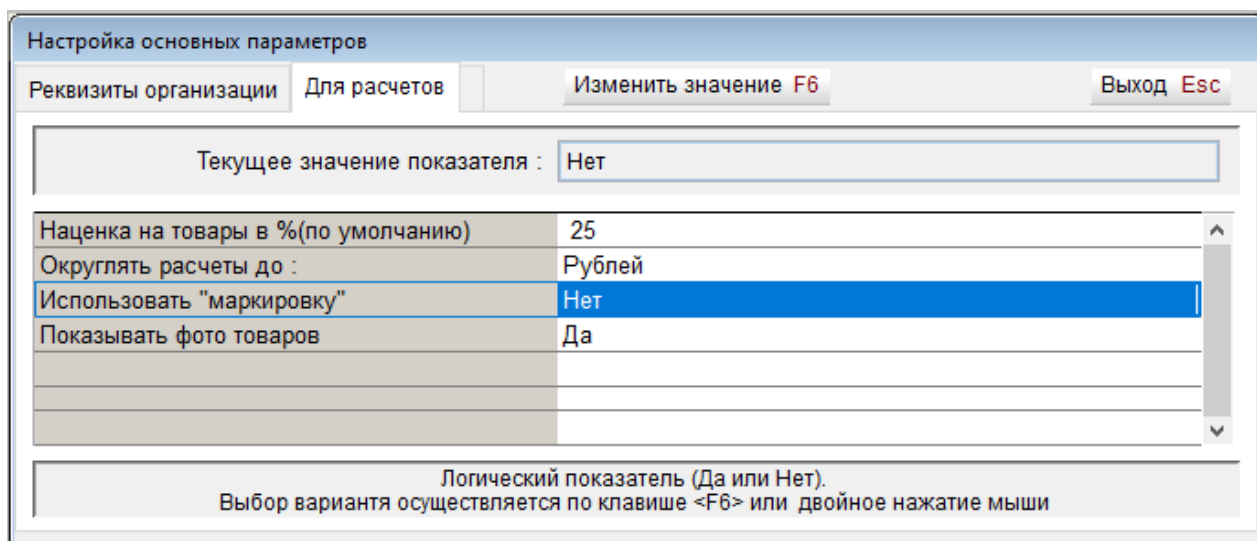 Настройка основных параметров
Реквизиты организации Для расчетов Изменить значение F6 Выход Esc
Текущее значение показателя : Нет
Наценка на товары в %(по умолчанию) 25
Округлять расчеты до : Рублей
Использовать "маркировку" Нет
Показывать фото товаров Да
Логический показатель (Да или Нет).
Выбор вариантя осуществляется по клавише <F6> или двойное нажатие мыши